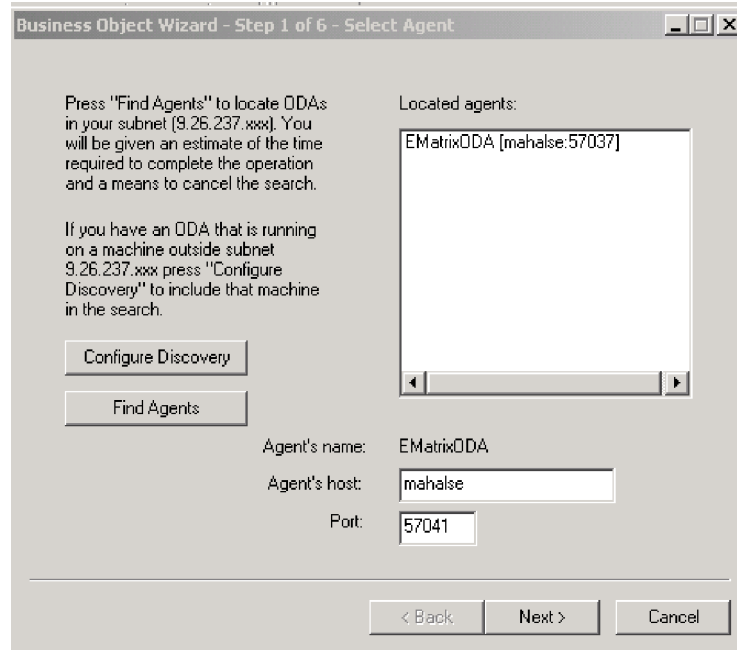 Business Object Wizard - Step 1 of 6 - Select Agent
Press "Find Agents" to locate ODAs
in your subnet (9.26.237.xxx). You
will be given an estimate of the time
required to complete the operation
and a means to cancel the search.
If you have an ODA that is running
on a machine outside subnet
9.26.237.xxx press "Configure
Discovery" to include that machine
in the search.
Configure Discovery
Find Agents
Located agents:
EMatrixODA [mahalse:57037]
Agent's name: EMatrixODA
Agent's host: mahalse
Port: 57041
< Back
Next >
Cancel